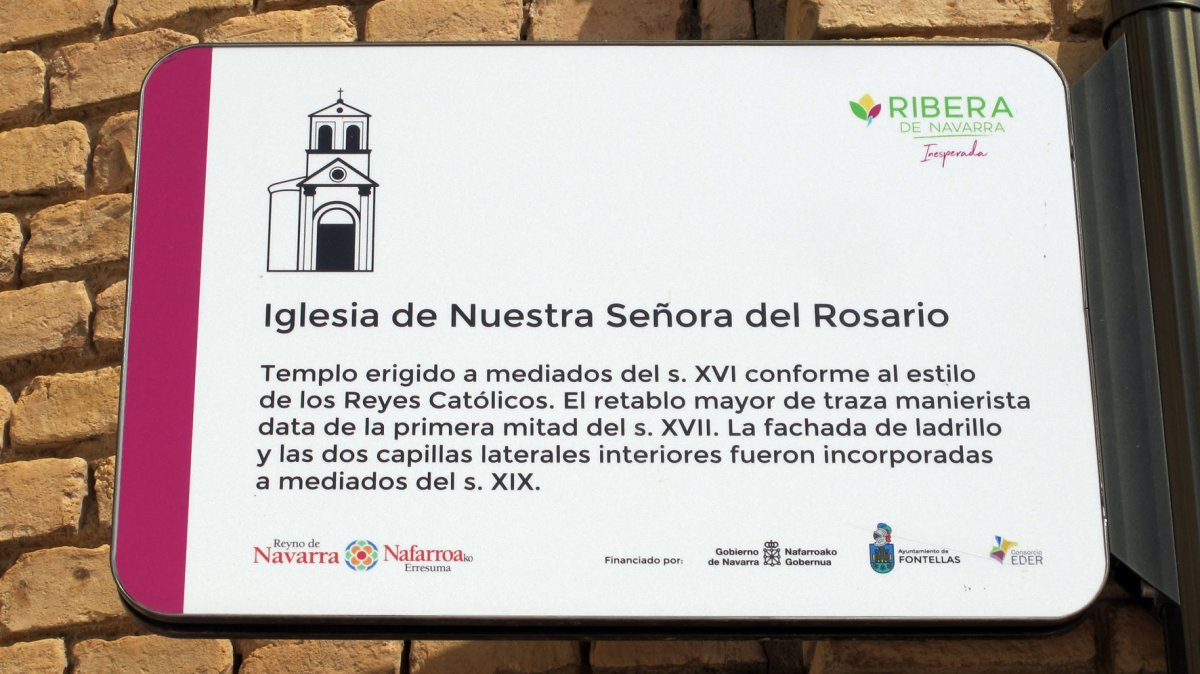 RIBERA
DE NAVARRA
Inesperada
Iglesia de Nuestra Señora del Rosario
Templo erigido a mediados del s. XVI conforme al estilo
de los Reyes Católicos. El retablo mayor de traza manierista
data de la primera mitad del s. XVII. La fachada de ladrillo
y las dos capillas laterales interiores fueron incorporadas
a mediados del s. XIX.
Reyno de
Navarra
Nafarroako
Erresuma
Financiado por:
Gobierno
de Navarra
Nafarroako
Gobernua
Ayuntamiento de
FONTELLAS
Consorcio
EDER